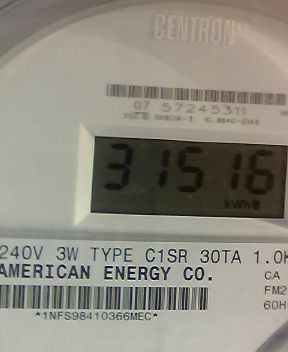 CENTRON®
07 57245311
31516
kWh
240V 3W TYPE C1SR 30TA 1.0K
AMERICAN ENERGY CO.
CA
FM2
60H
*1NFS98410366MEC*